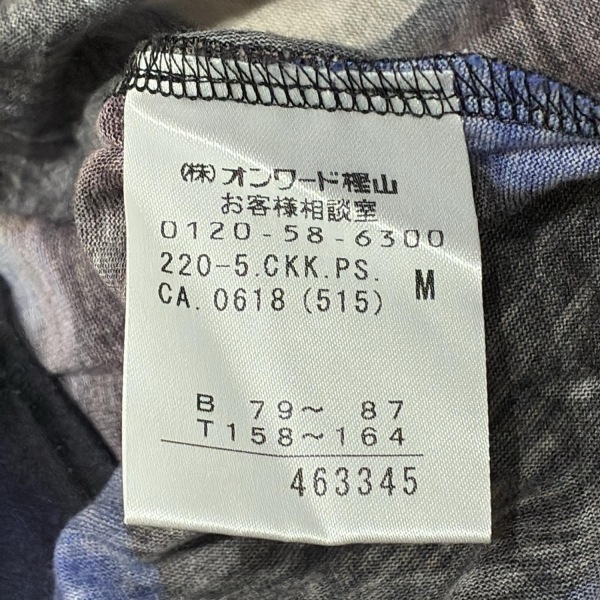 (株)オンワード樫山
お客様相談室
0120-58-6300
220-5.CKK.PS. M
CA.0618(515)
B 79～ 87
T 158～164
463345